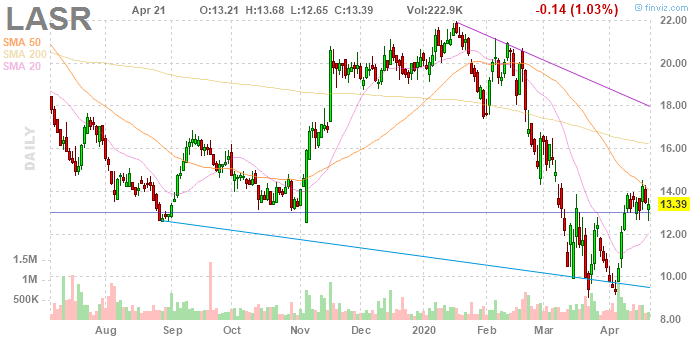 LASR
Apr 21 O:13.21 H:13.68 L:12.65 C:13.39 Vol:222.9K -0.14 (1.03%)
© finviz.com
SMA 50
SMA 200
SMA 20
DAILY
22.00
20.00
18.00
16.00
14.00
13.39
12.00
10.00
8.00
1.5M
1M
500K
Aug Sep Oct Nov Dec 2020 Feb Mar Apr